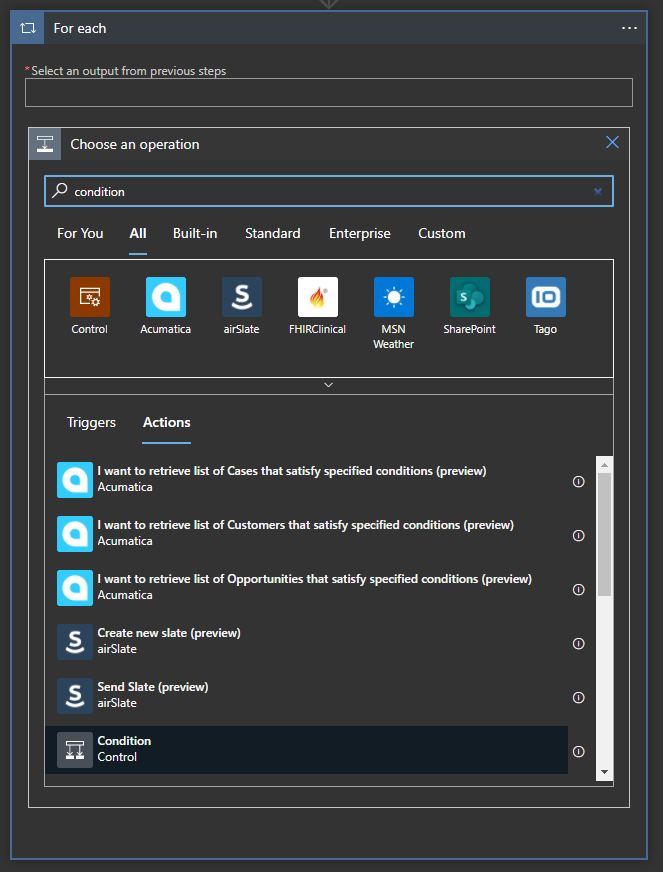 For each
*Select an output from previous steps
Choose an operation
condition
For You All Built-in Standard Enterprise Custom
Control Acumatica airSlate FHIRClinical MSN Weather SharePoint Tago
Triggers Actions
I want to retrieve list of Cases that satisfy specified conditions (preview)
Acumatica
I want to retrieve list of Customers that satisfy specified conditions (preview)
Acumatica
I want to retrieve list of Opportunities that satisfy specified conditions (preview)
Acumatica
Create new slate (preview)
airSlate
Send Slate (preview)
airSlate
Condition
Control